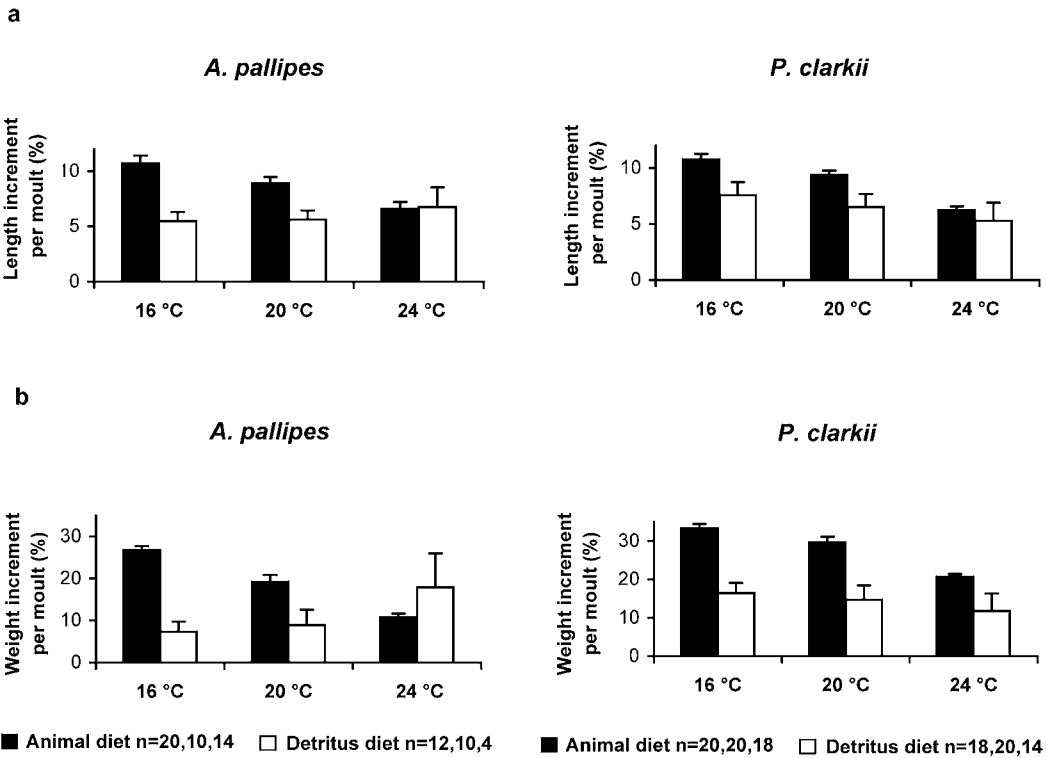 a
A. pallipes
P. clarkii
Length increment
per moult (%)
10
5
0
16 °C
20 °C
24 °C
Length increment
per moult (%)
10
5
0
16 °C
20 °C
24 °C
b
A. pallipes
P. clarkii
Weight increment
per moult (%)
30
20
10
0
16 °C
20 °C
24 °C
Weight increment
per moult (%)
30
20
10
0
16 °C
20 °C
24 °C
Animal diet n=20,10,14
Detritus diet n=12,10,4
Animal diet n=20,20,18
Detritus diet n=18,20,14